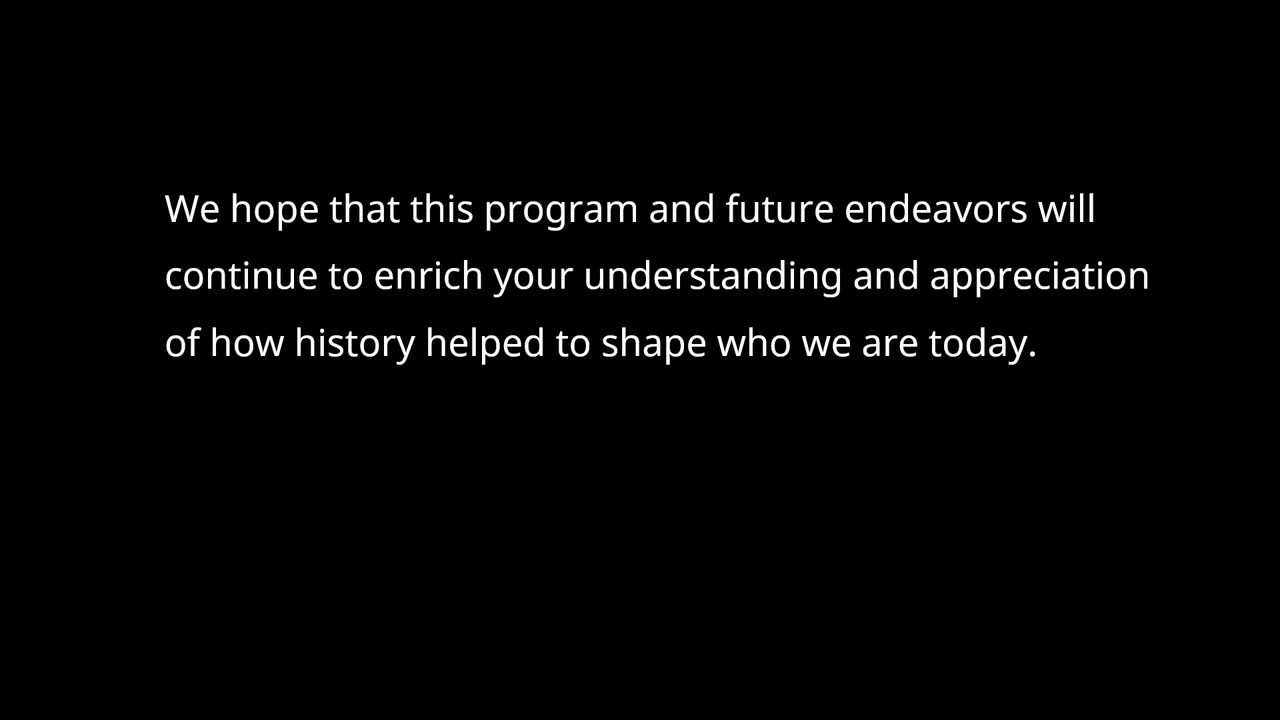 We hope that this program and future endeavors will
continue to enrich your understanding and appreciation
of how history helped to shape who we are today.